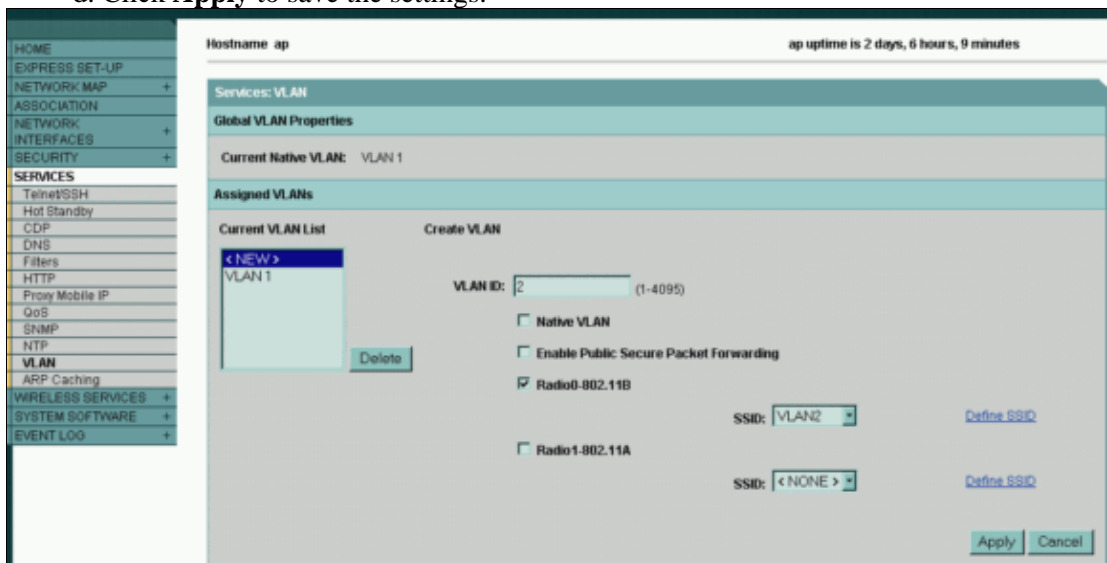 d. Click Apply to save the settings.
Hostname ap
ap uptime is 2 days, 6 hours, 9 minutes
HOME
EXPRESS SET-UP
NETWORK MAP +
ASSOCIATION
NETWORK INTERFACES +
SECURITY +
SERVICES
Telnet/SSH
Hot Standby
CDP
DNS
Filters
HTTP
Proxy Mobile IP
QoS
SNMP
NTP
VLAN
ARP Caching
WIRELESS SERVICES +
SYSTEM SOFTWARE +
EVENT LOG +
Services: VLAN
Global VLAN Properties
Current Native VLAN: VLAN 1
Assigned VLANs
Current VLAN List
< NEW >
VLAN 1
Delete
Create VLAN
VLAN ID: 2 (1-4095)
Native VLAN
Enable Public Secure Packet Forwarding
Radio0-802.11B
SSID: VLAN2 Define SSID
Radio1-802.11A
SSID: < NONE > Define SSID
Apply Cancel